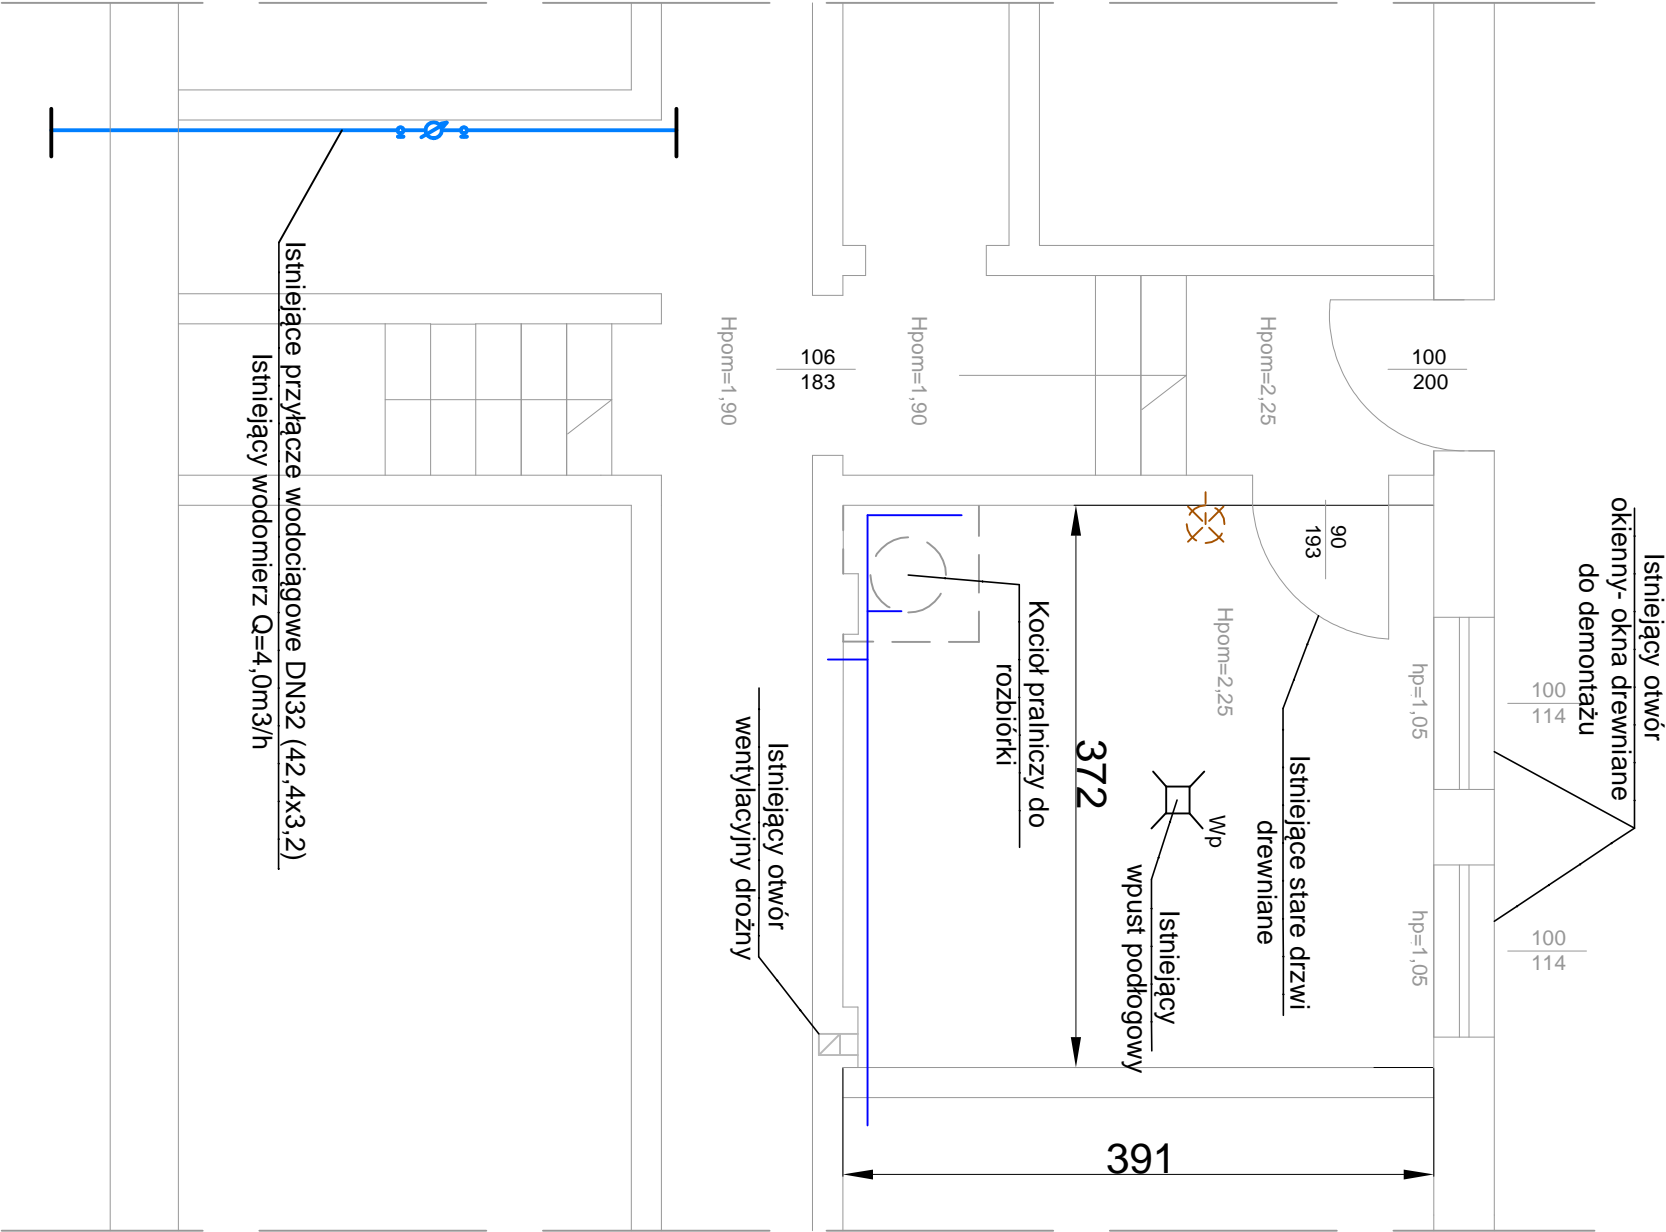 Istniejący otwór
okienny- okna drewniane
do demontażu
100
114
100
114
hp=1,05
hp=1,05
100
200
90
193
Hpom=2,25
Hpom=2,25
Istniejące stare drzwi
drewniane
Wp
Istniejący
wpust podłogowy
372
391
Kocioł pralniczy do
rozbiórki
Hpom=1,90
106
183
Hpom=1,90
Istniejący otwór
wentylacyjny drożny
Istniejące przyłącze wodociągowe DN32 (42,4x3,2)
Istniejący wodomierz Q=4,0m3/h